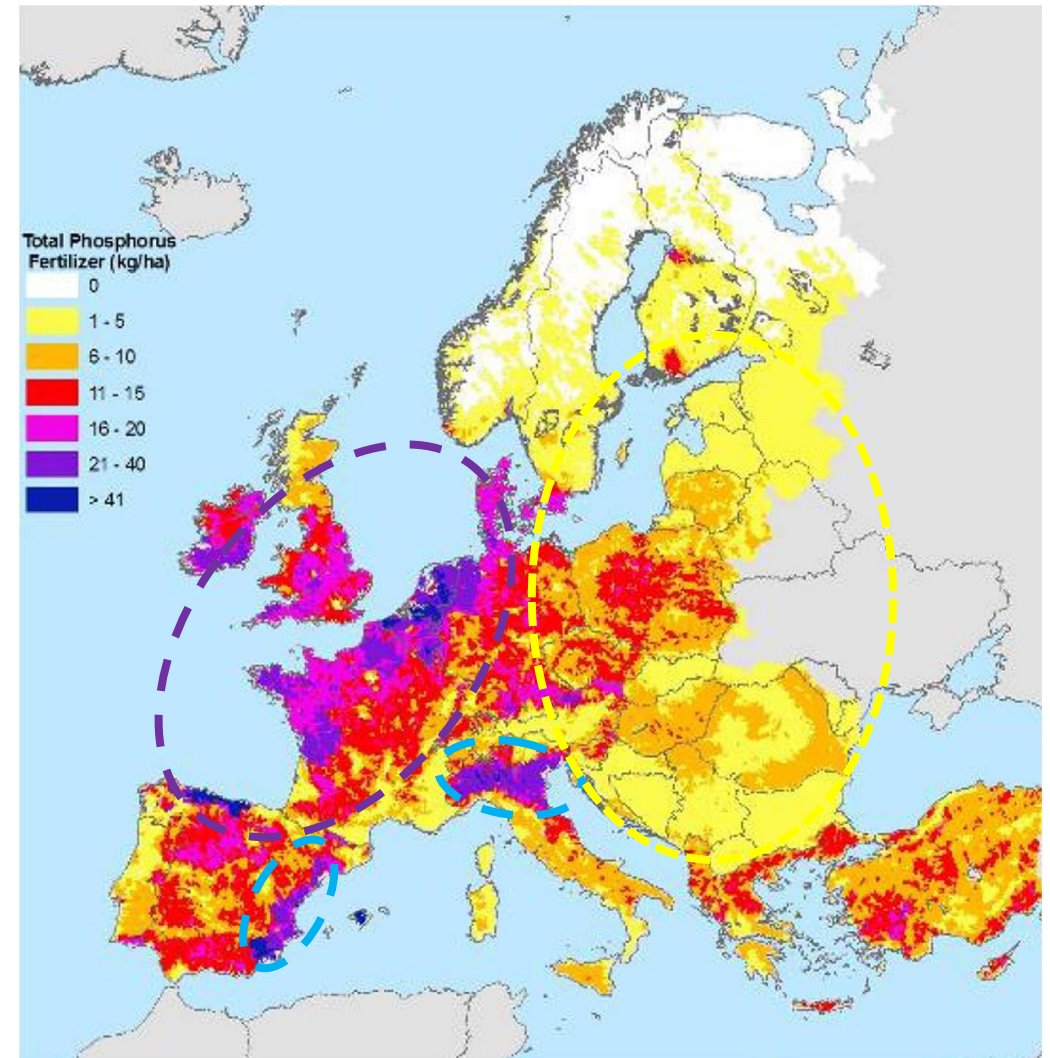 Total Phosphorus
Fertilizer (kg/ha)
0
1 - 5
6 - 10
11 - 15
16 - 20
21 - 40
> 41